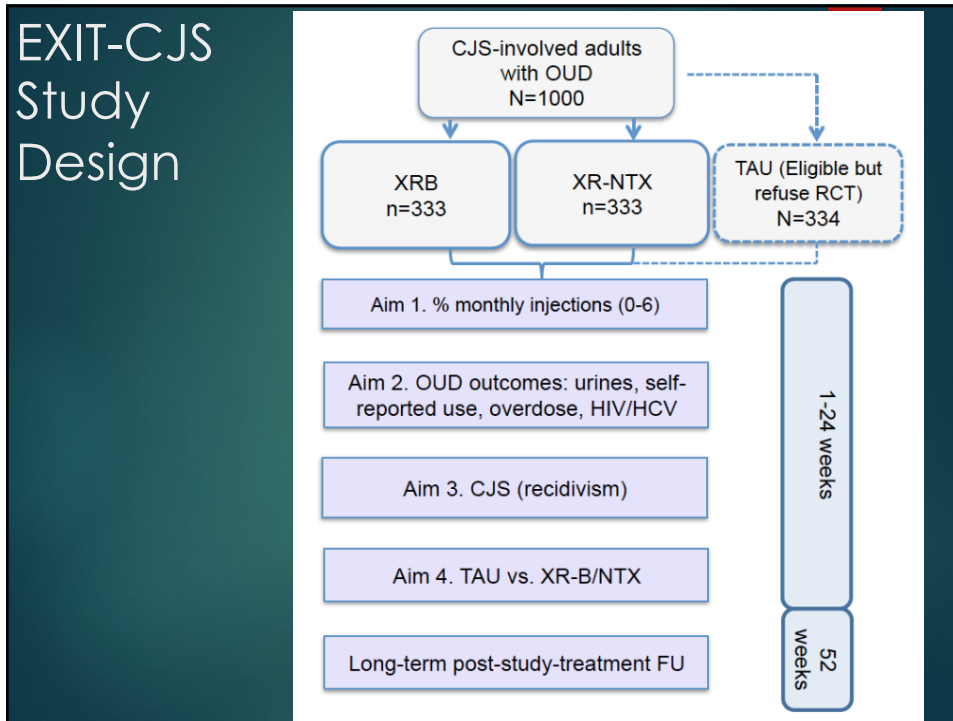 EXIT-CJS
Study
Design
CJS-involved adults
with OUD
N=1000
XRB
n=333
XR-NTX
n=333
TAU (Eligible but
refuse RCT)
N=334
Aim 1. % monthly injections (0-6)
Aim 2. OUD outcomes: urines, self-
reported use, overdose, HIV/HCV
Aim 3. CJS (recidivism)
Aim 4. TAU vs. XR-B/NTX
Long-term post-study-treatment FU
1-24 weeks
52
weeks